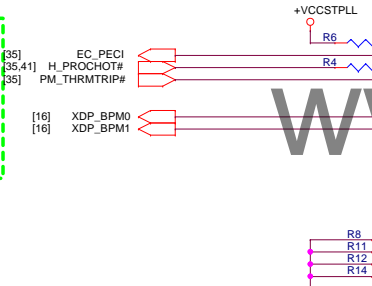 +VCCSTPLL
R6
[35] EC_PECI
[35,41] H_PROCHOT# R4
[35] PM_THRMTRIP#
[16] XDP_BPM0
[16] XDP_BPM1
W
R8
R11
R12
R14